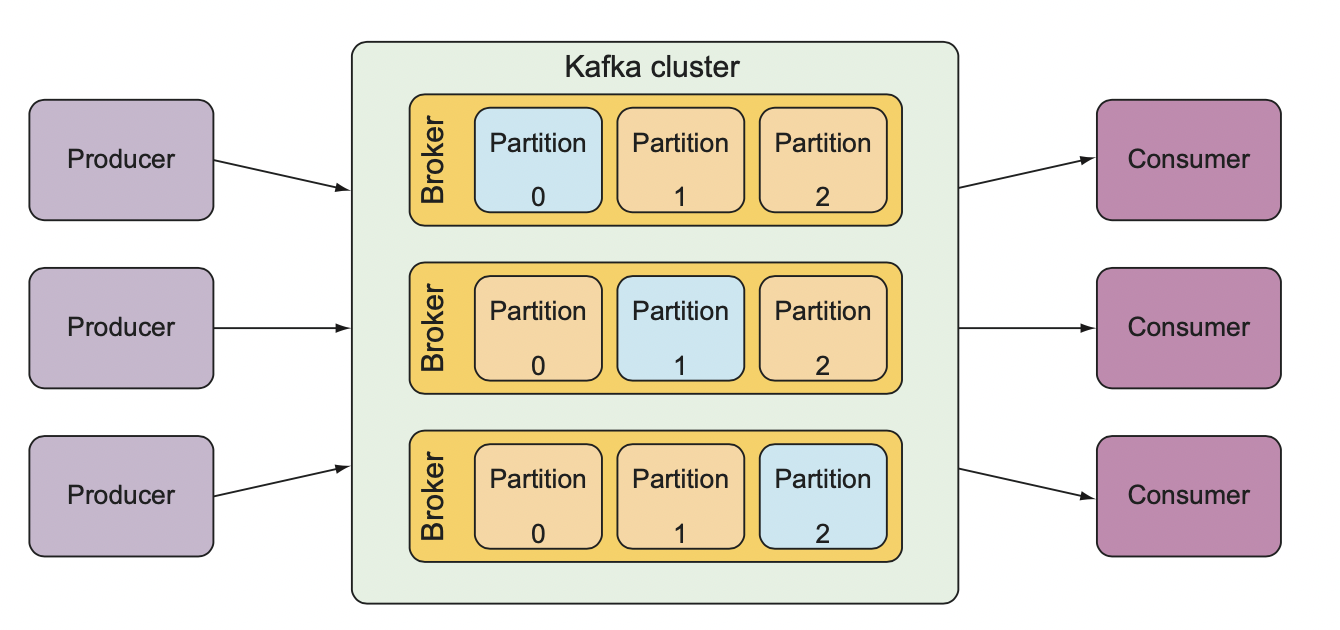 Kafka cluster
Producer
Producer
Producer
Broker
Partition
0
Partition
1
Partition
2
Broker
Partition
0
Partition
1
Partition
2
Broker
Partition
0
Partition
1
Partition
2
Consumer
Consumer
Consumer